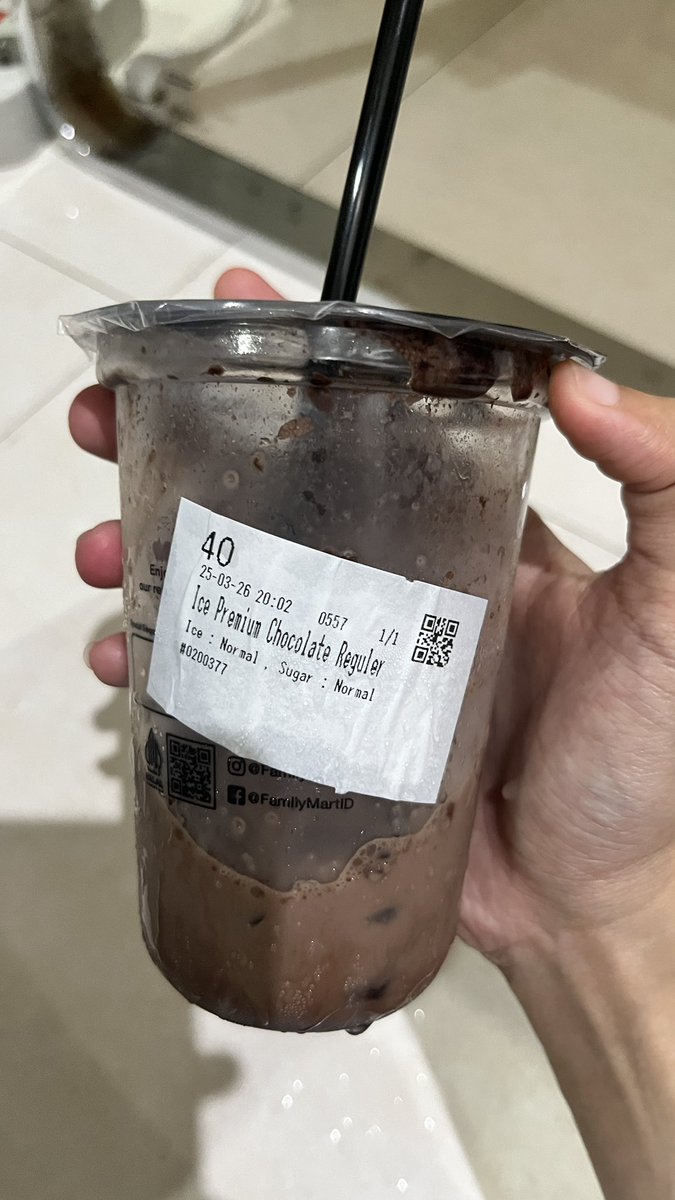 40
25-03-26 20:02 0557 1/1
Ice Premium Chocolate Reguler
Ice : Normal , Sugar : Normal
#0200377
@FamilyMartID